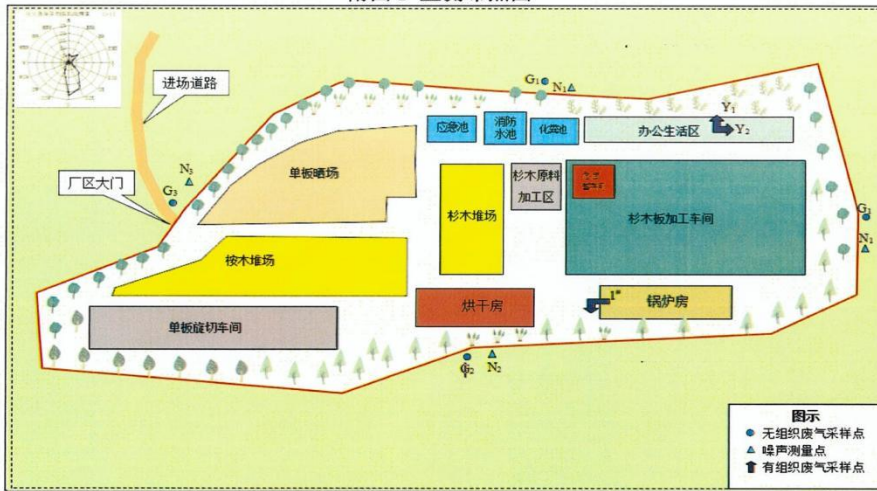 进场道路
厂区大门
G₁
N₁
N₃
G₃
应急池
消防
水池
化粪池
办公生活区
Y₁
Y₂
单板晒场
杉木堆场
杉木原料
加工区
杉木板加工车间
G₁
N₁
桉木堆场
单板旋切车间
烘干房
1#
锅炉房
N₂
图示
无组织废气采样点
噪声测量点
有组织废气采样点